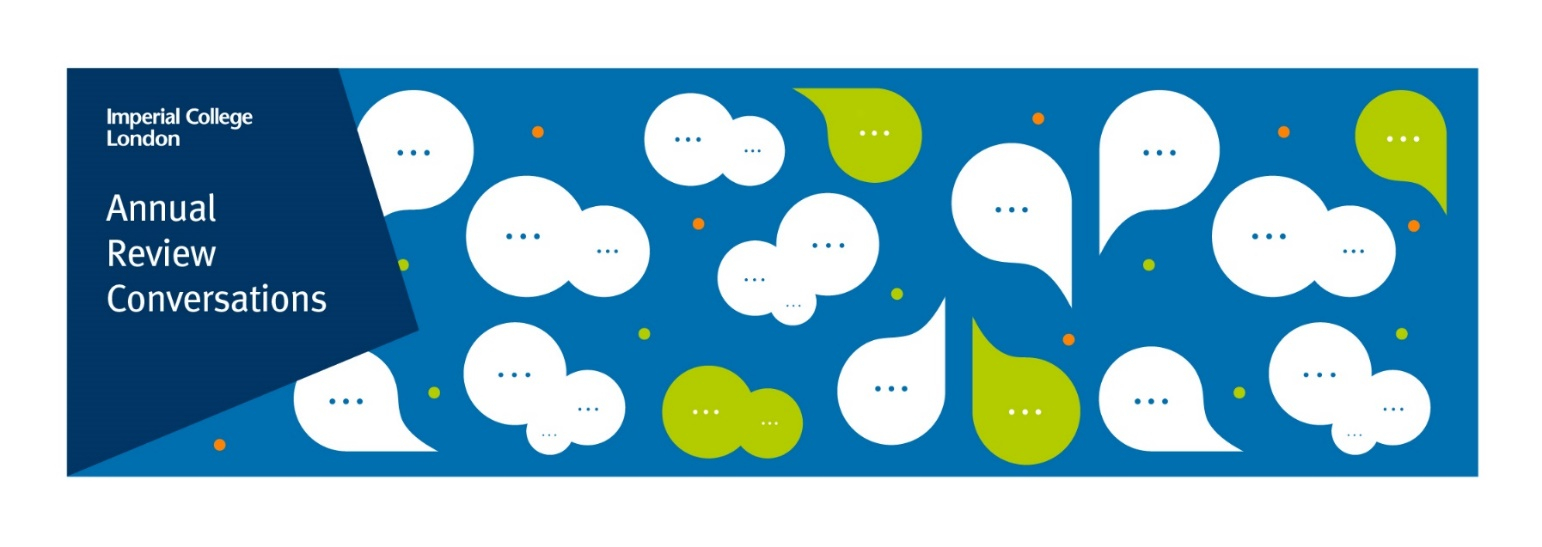 Imperial College
London
Annual
Review
Conversations